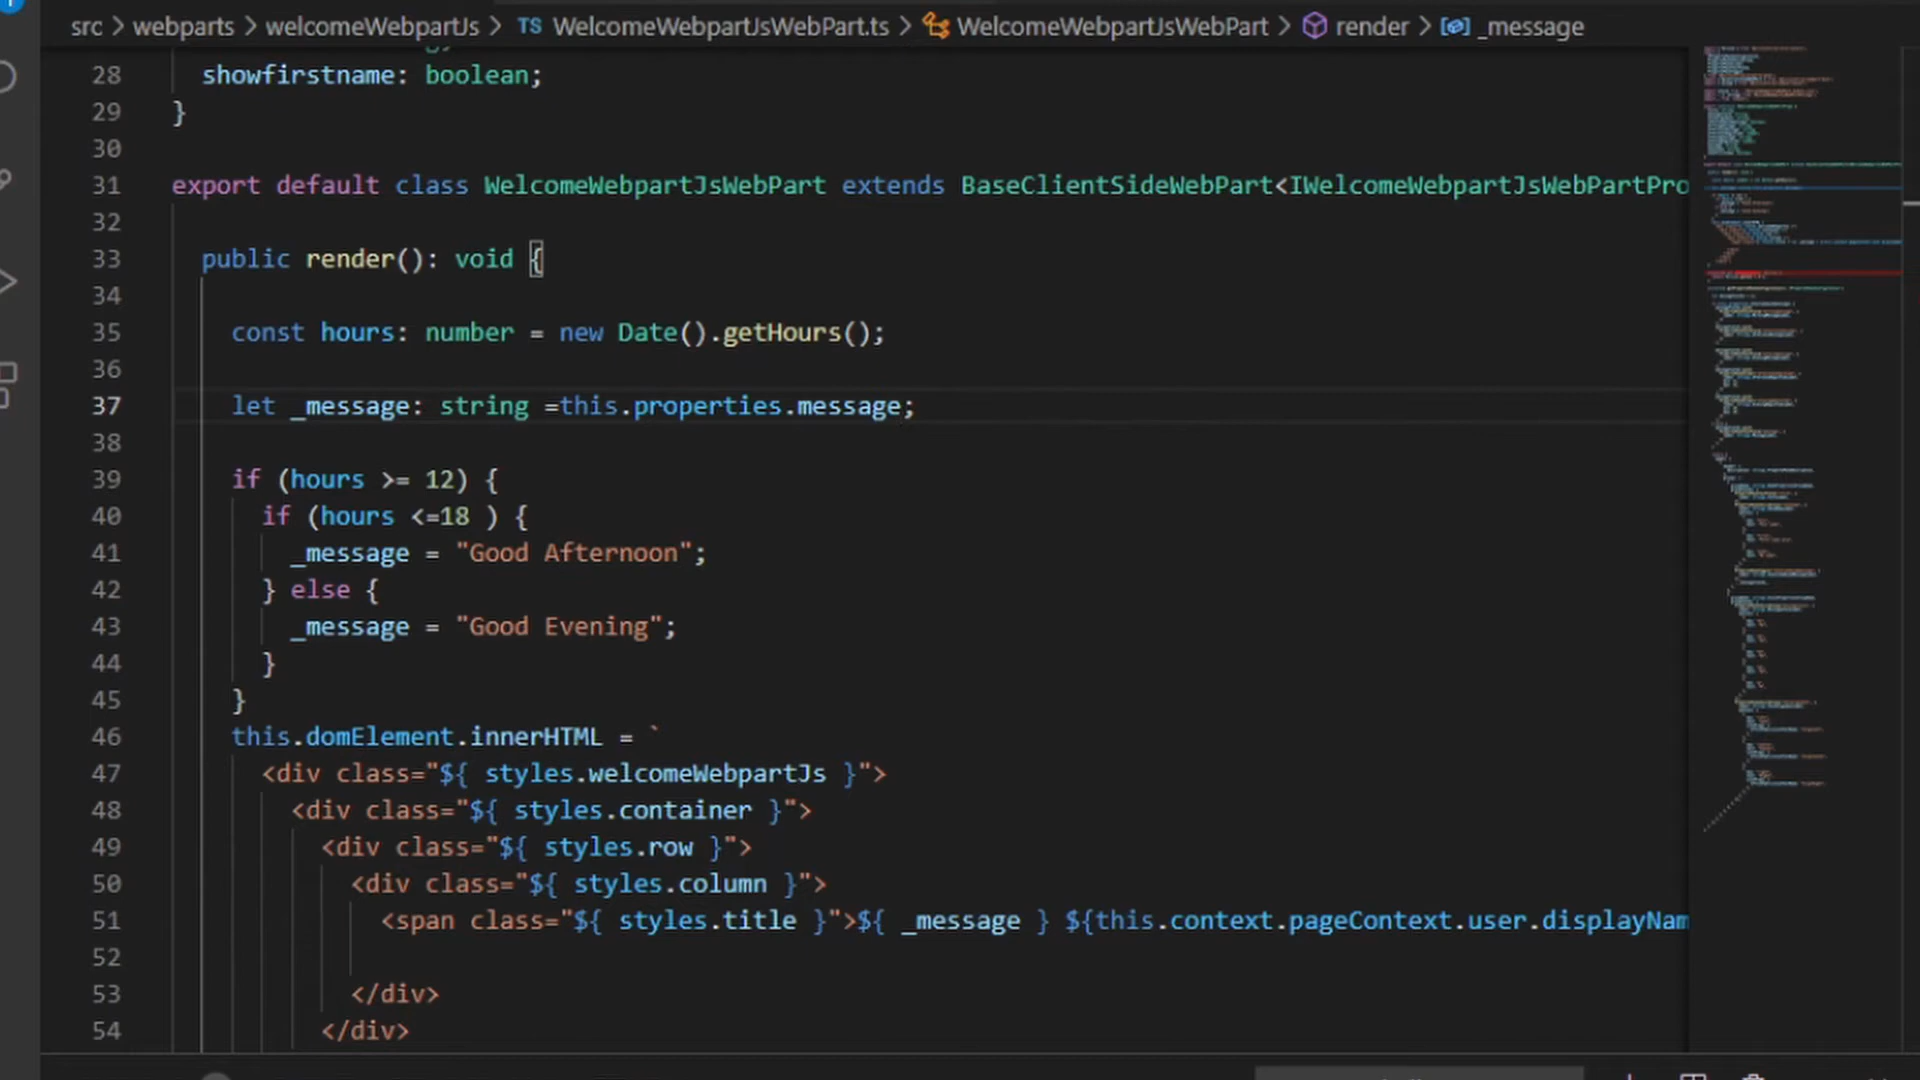 src > webparts > welcomeWebpartJs > TS WelcomeWebpartJsWebPart.ts > WelcomeWebpartJsWebPart > render > _message
28 showfirstname: boolean;
29 }
30
31 export default class WelcomeWebpartJsWebPart extends BaseClientSideWebPart<IWelcomeWebpartJsWebPartPro
32
33 public render(): void {
34
35 const hours: number = new Date().getHours();
36
37 let _message: string =this.properties.message;
38
39 if (hours >= 12) {
40 if (hours <=18 ) {
41 _message = "Good Afternoon";
42 } else {
43 _message = "Good Evening";
44 }
45 }
46 this.domElement.innerHTML = `
47 <div class="${ styles.welcomeWebpartJs }">
48 <div class="${ styles.container }">
49 <div class="${ styles.row }">
50 <div class="${ styles.column }">
51 <span class="${ styles.title }">${ _message } ${this.context.pageContext.user.displayNam
52
53 </div>
54 </div>